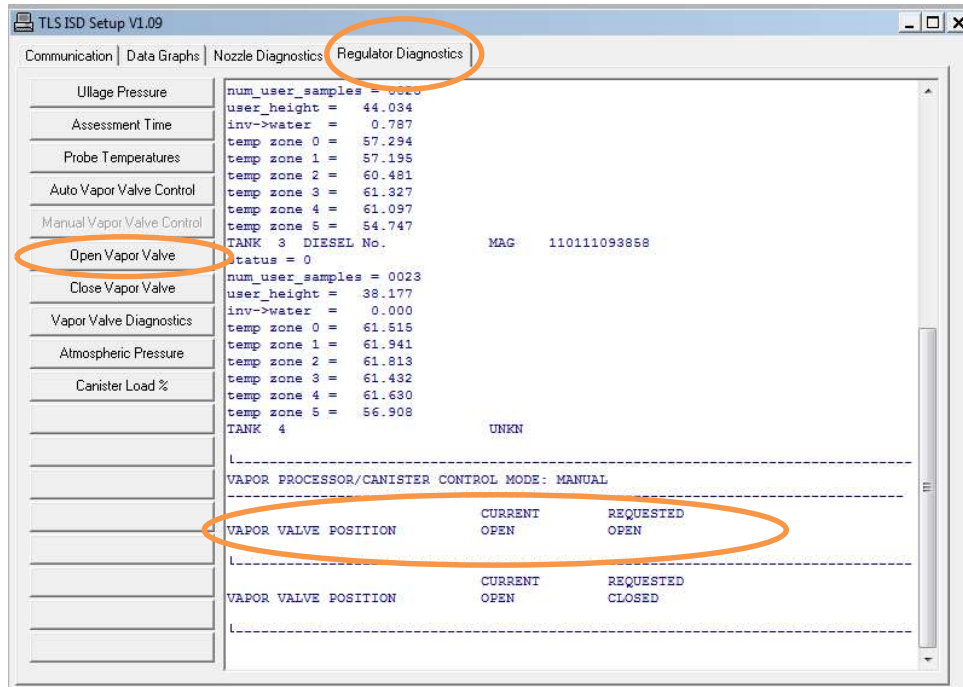 TLS ISD Setup V1.09
Communication Data Graphs Nozzle Diagnostics Regulator Diagnostics
Ullage Pressure
Assessment Time
Probe Temperatures
Auto Vapor Valve Control
Manual Vapor Valve Control
Open Vapor Valve
Close Vapor Valve
Vapor Valve Diagnostics
Atmospheric Pressure
Canister Load %
num_user_samples = 0023
user_height = 44.034
inv->water = 0.787
temp zone 0 = 57.294
temp zone 1 = 57.195
temp zone 2 = 60.481
temp zone 3 = 61.327
temp zone 4 = 61.097
temp zone 5 = 54.747
TANK 3 DIESEL No. MAG 110111093858
status = 0
num_user_samples = 0023
user_height = 38.177
inv->water = 0.000
temp zone 0 = 61.515
temp zone 1 = 61.941
temp zone 2 = 61.813
temp zone 3 = 61.432
temp zone 4 = 61.630
temp zone 5 = 56.908
TANK 4 UNKN
VAPOR PROCESSOR/CANISTER CONTROL MODE: MANUAL
CURRENT REQUESTED
VAPOR VALVE POSITION OPEN OPEN
CURRENT REQUESTED
VAPOR VALVE POSITION OPEN CLOSED